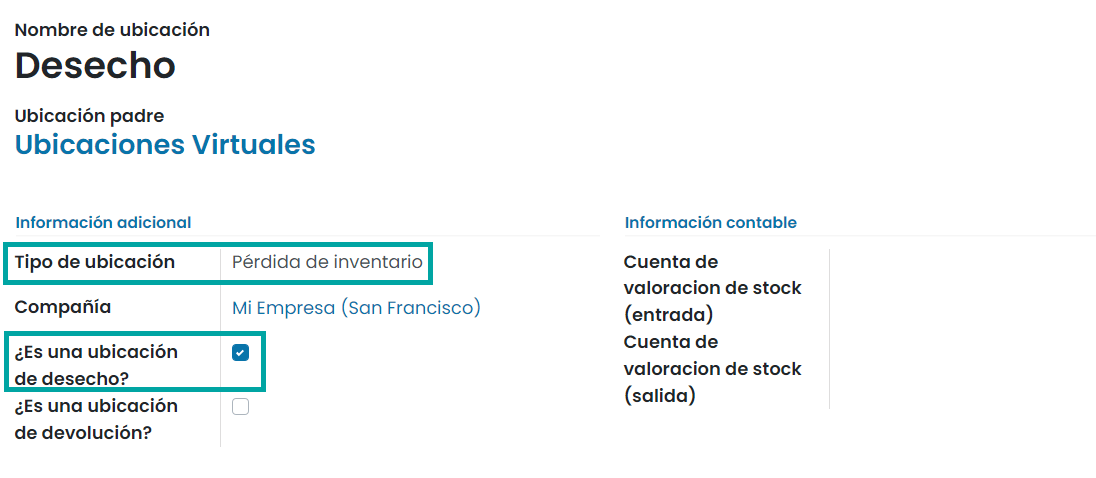 Nombre de ubicación
Desecho
Ubicación padre
Ubicaciones Virtuales
Información adicional
Tipo de ubicación Pérdida de inventario
Compañía Mi Empresa (San Francisco)
¿Es una ubicación
de desecho?
¿Es una ubicación
de devolución?
Información contable
Cuenta de
valoracion de stock
(entrada)
Cuenta de
valoracion de stock
(salida)